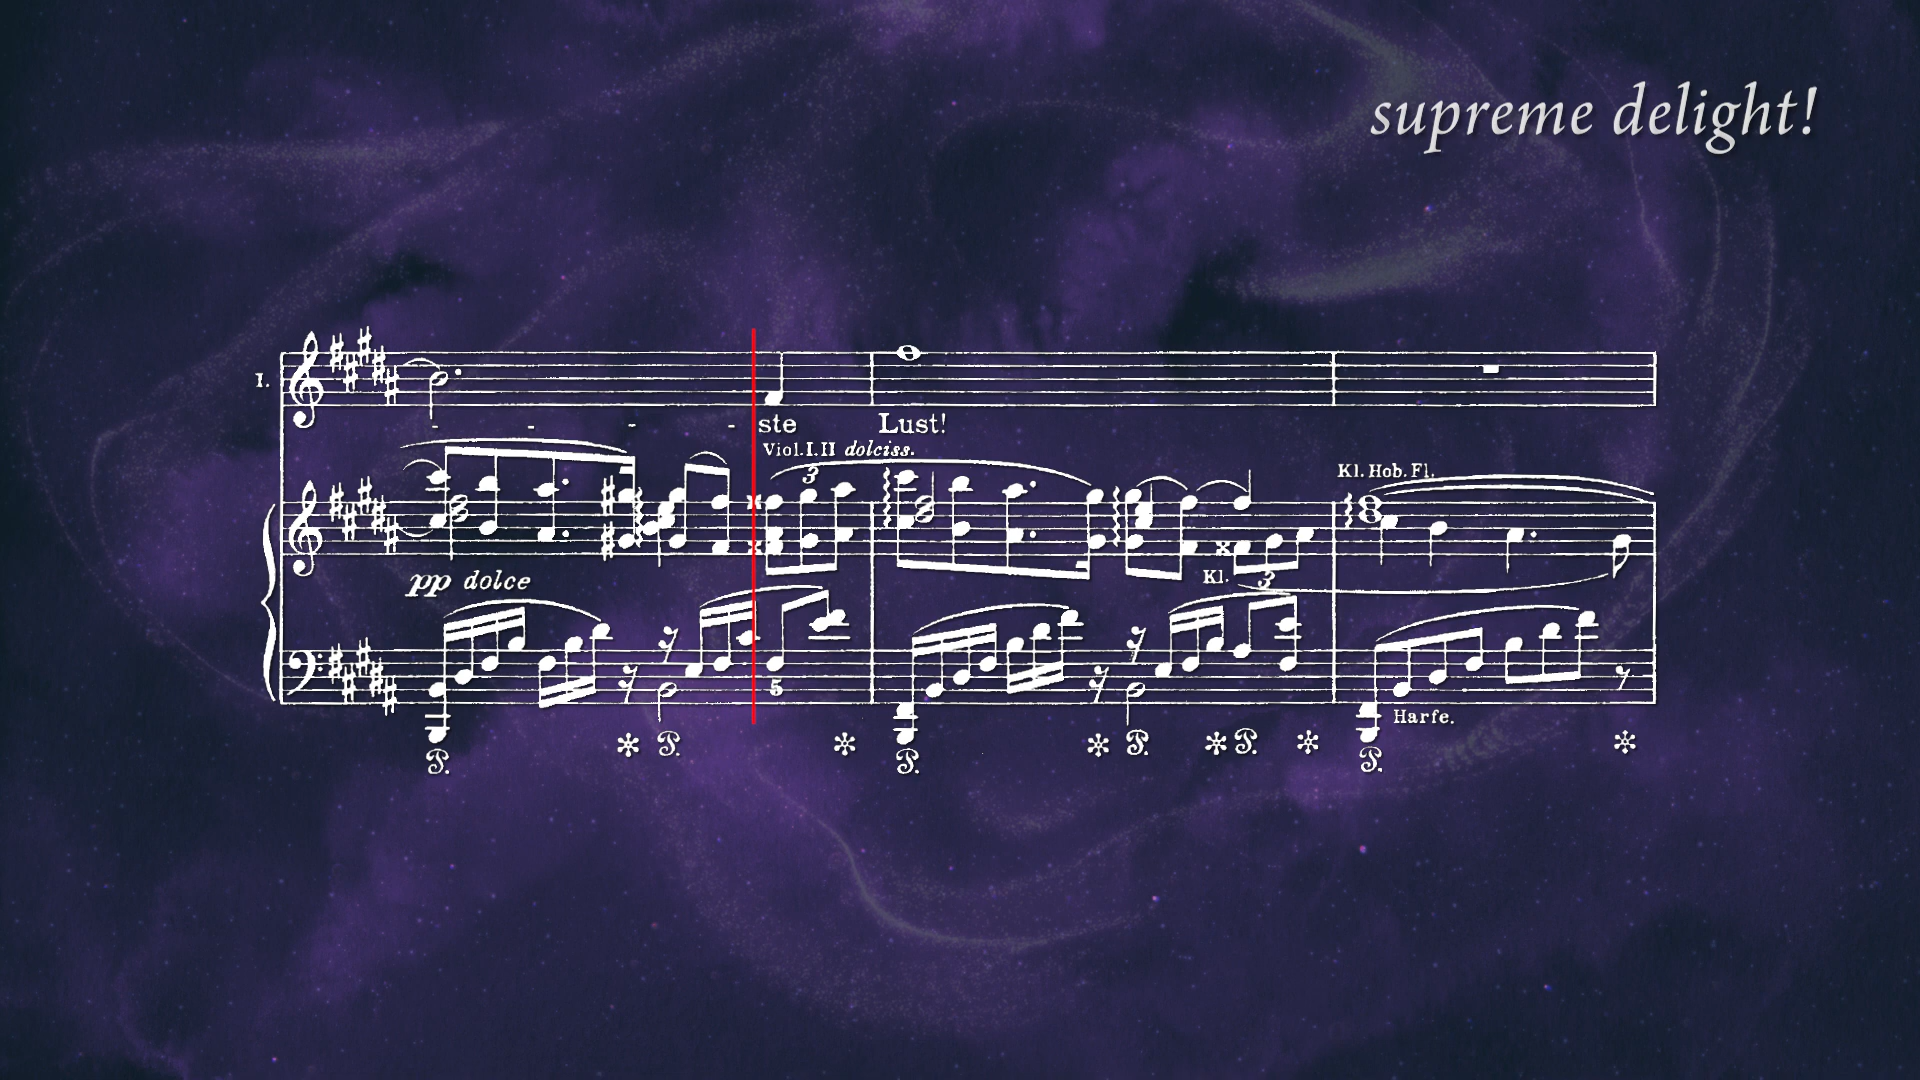 supreme delight!
I.
- - - - ste Lust!
Viol.I.II dolciss.
3
Kl. Hob. Fl.
pp dolce
Kl. 3
5
Harfe.